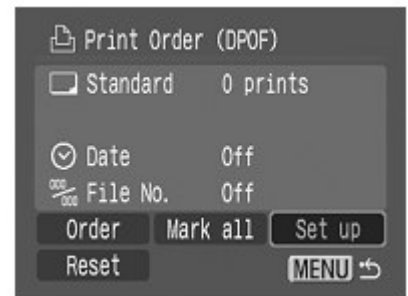 Print Order (DPOF)
Standard 0 prints
Date Off
File No. Off
Order Mark all Set up
Reset MENU